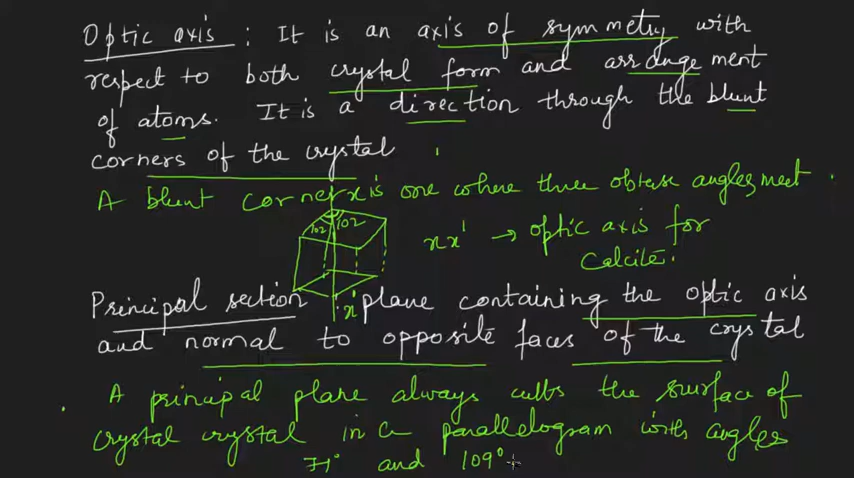 Optic axis : It is an axis of symmetry with
respect to both crystal form and arrangement
of atoms. It is a direction through the blunt
corners of the crystal
A blunt corner is one where three obtuse angles meet.
x
102 102
xx' → optic axis for
Calcite.
x'
Principal section plane containing the optic axis
and normal to opposite faces of the crystal
A principal plane always cutts the surface of
crystal crystal in a parallelogram with angles
71° and 109°